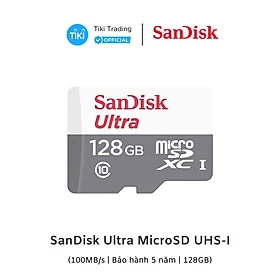 TiKi
Tiki Trading
OFFICIAL
SanDisk
SanDisk
Ultra
128GB
micro
SD
XC I
10
SanDisk Ultra MicroSD UHS-I
(100MB/s | Bảo hành 5 năm | 128GB)